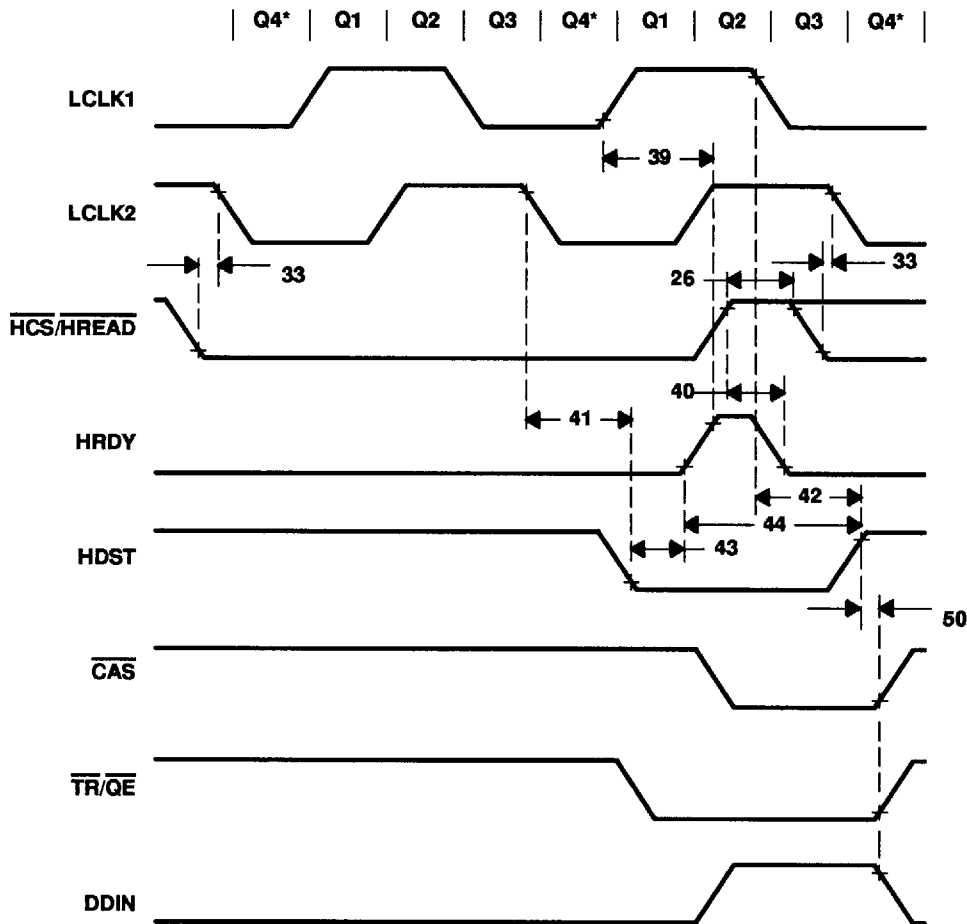 Q4* Q1 Q2 Q3 Q4* Q1 Q2 Q3 Q4*
LCLK1
39
LCLK2
33
26
33
HCS/HREAD
40
41
HRDY
42
44
HDST
43
50
CAS
TR/QE
DDIN